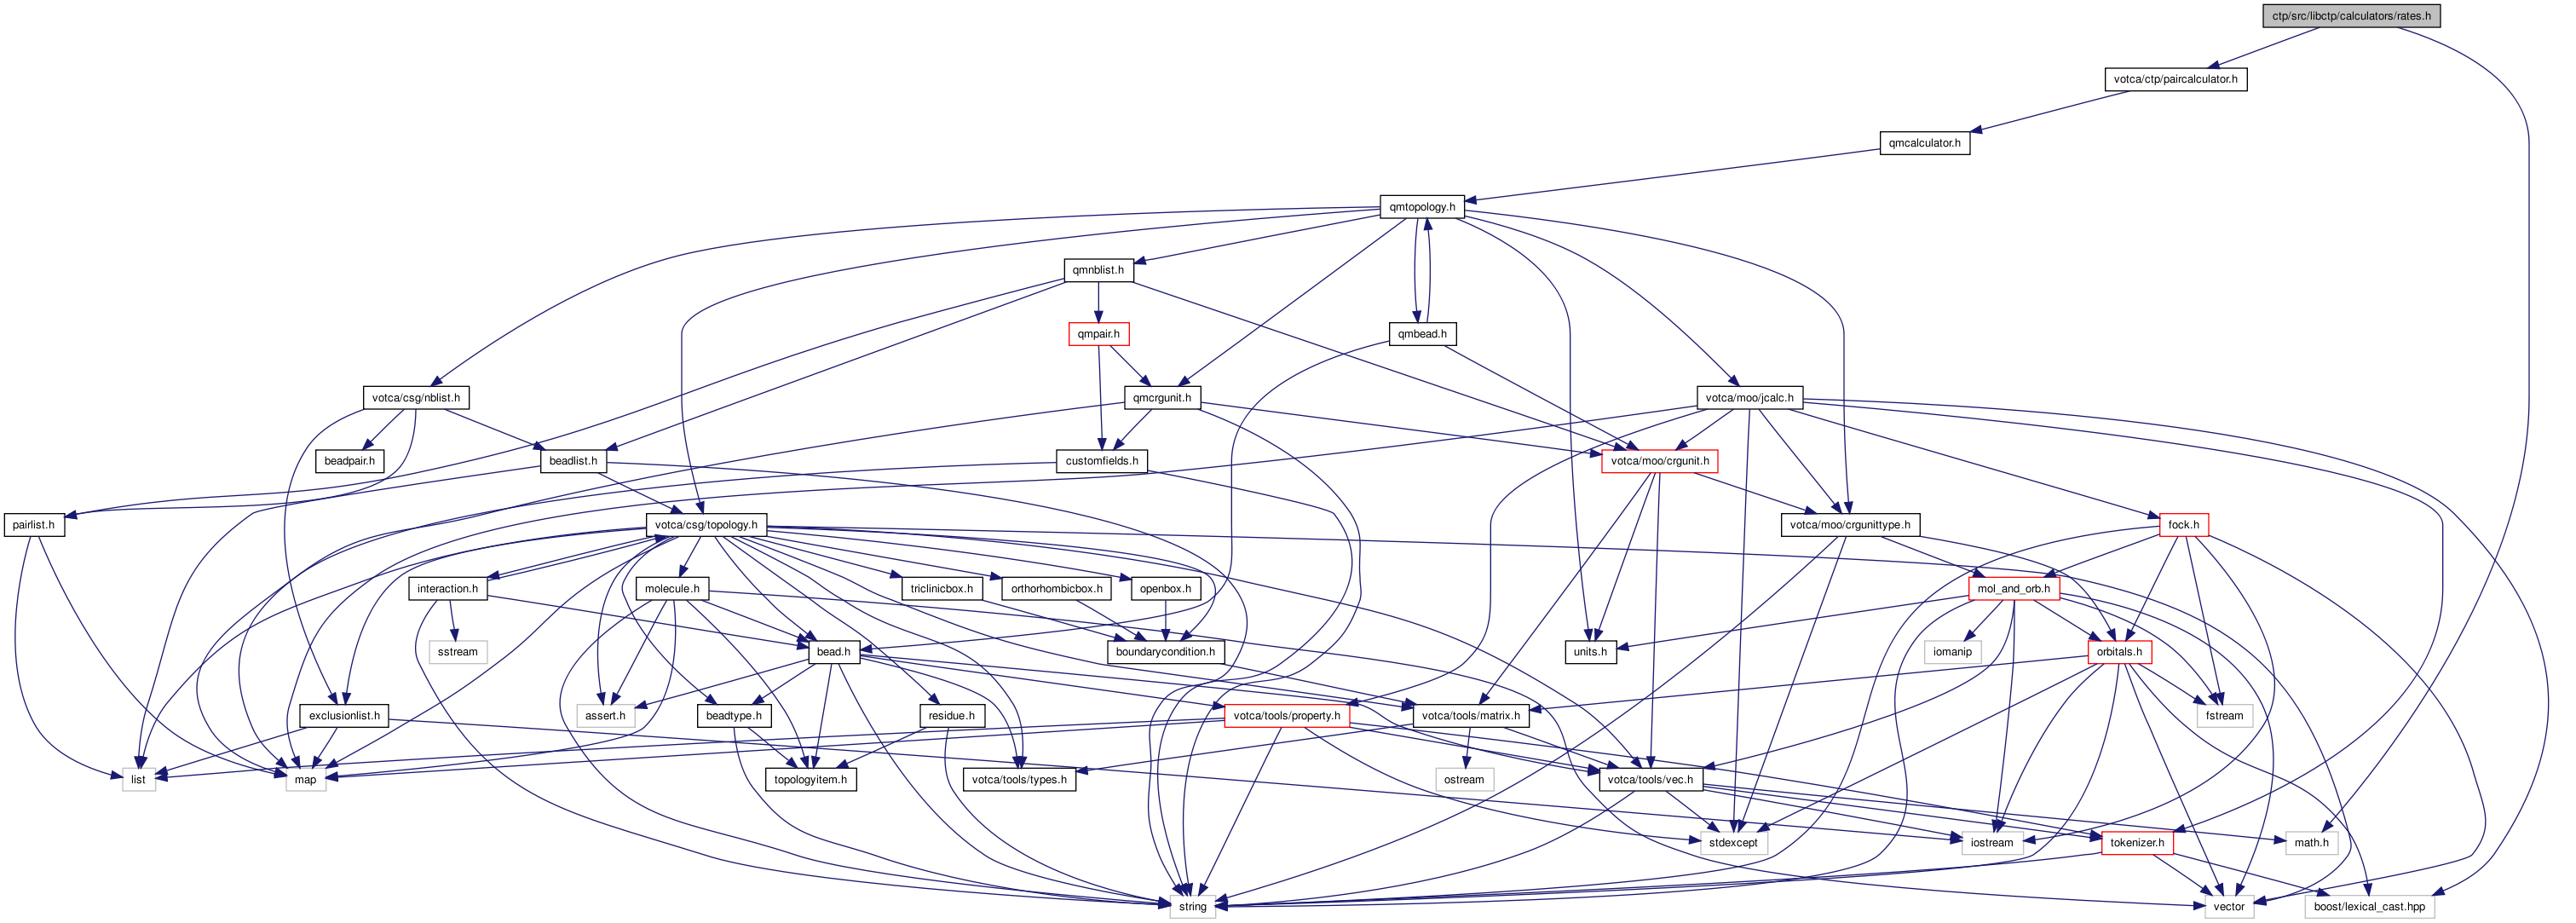 ctp/src/libctp/calculators/rates.h
votca/ctp/paircalculator.h
qmcalculator.h
qmtopology.h
qmnblist.h
qmpair.h
qmbead.h
votca/csg/nblist.h
qmcrgunit.h
votca/moo/jcalc.h
beadpair.h
beadlist.h
customfields.h
votca/moo/crgunit.h
pairlist.h
votca/csg/topology.h
votca/moo/crgunittype.h
fock.h
interaction.h
molecule.h
triclinicbox.h
orthorhombicbox.h
openbox.h
mol_and_orb.h
sstream
bead.h
boundarycondition.h
units.h
iomanip
orbitals.h
exclusionlist.h
assert.h
beadtype.h
residue.h
votca/tools/property.h
votca/tools/matrix.h
fstream
list
map
topologyitem.h
votca/tools/types.h
ostream
votca/tools/vec.h
stdexcept
iostream
tokenizer.h
math.h
string
vector
boost/lexical_cast.hpp